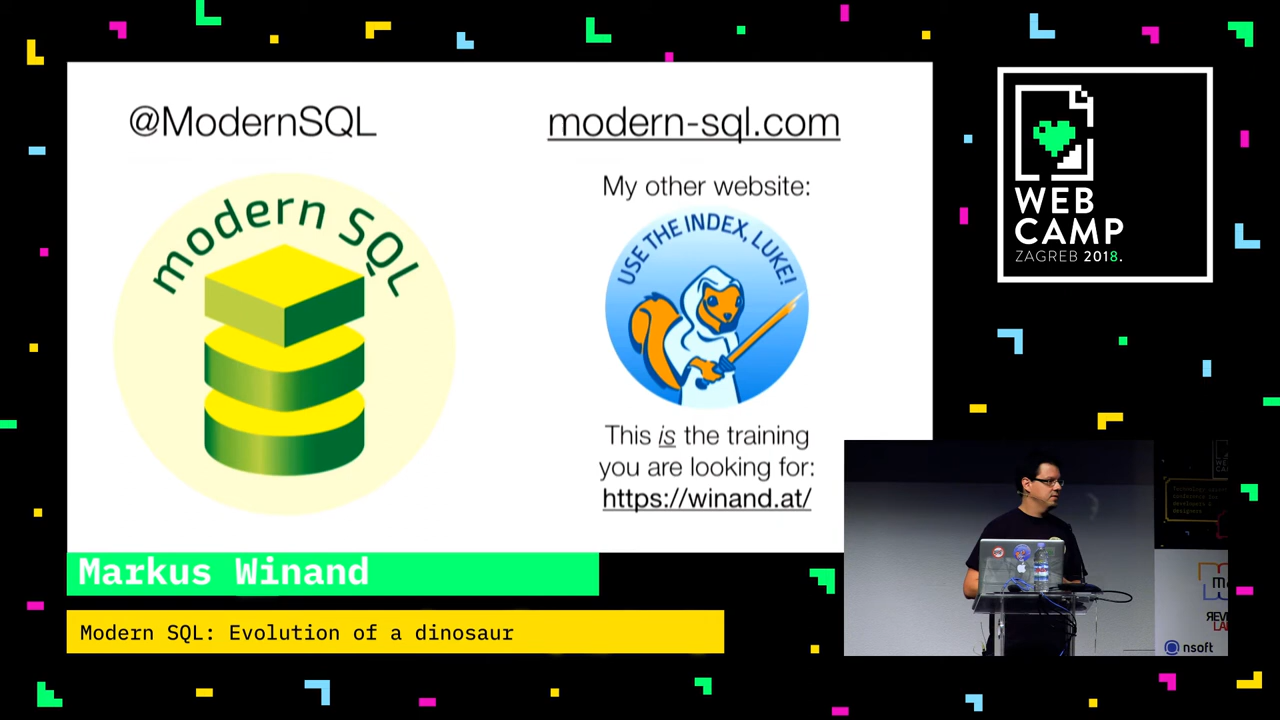 @ModernSQL
modern SQL
modern-sql.com
My other website:
USE THE INDEX, LUKE!
This is the training
you are looking for:
https://winand.at/
WEB
CAMP
ZAGREB 2018.
Markus Winand
Modern SQL: Evolution of a dinosaur
nsoft